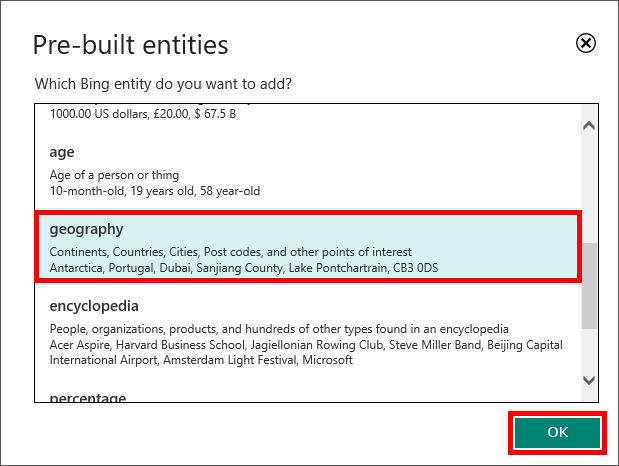 Pre-built entities
Which Bing entity do you want to add?
1000.00 US dollars, £20.00, $ 67.5 B
age
Age of a person or thing
10-month-old, 19 years old, 58 year-old
geography
Continents, Countries, Cities, Post codes, and other points of interest
Antarctica, Portugal, Dubai, Sanjiang County, Lake Pontchartrain, CB3 0DS
encyclopedia
People, organizations, products, and hundreds of other types found in an encyclopedia
Acer Aspire, Harvard Business School, Jagiellonian Rowing Club, Steve Miller Band, Beijing Capital
International Airport, Amsterdam Light Festival, Microsoft
percentage
OK